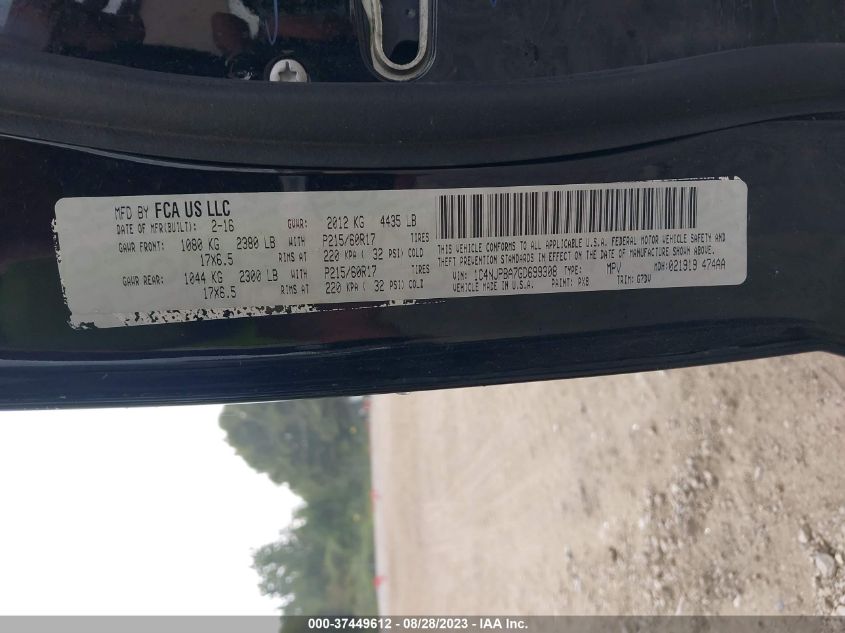 MFD BY FCA US LLC
DATE OF MFR(BUILT): 2-16 GVWR: 2012 KG 4435 LB
GAWR FRONT: 1080 KG 2380 LB WITH P215/60R17 TIRES
17X6.5 RIMS AT 220 KPA ( 32 PSI) COLD
GAWR REAR: 1044 KG 2300 LB WITH P215/60R17 TIRES
17X6.5 RIMS AT 220 KPA ( 32 PSI) COLD
THIS VEHICLE CONFORMS TO ALL APPLICABLE U.S.A. FEDERAL MOTOR VEHICLE SAFETY AND
THEFT PREVENTION STANDARDS IN EFFECT ON THE DATE OF MANUFACTURE SHOWN ABOVE.
VIN: 1C4NJPBA7GD699308 TYPE: MPV MDH:021919 474AA
VEHICLE MADE IN U.S.A. PAINT: PX8 TRIM: G7DV
000-37449612 - 08/28/2023 - Copyright © IAA, Inc.